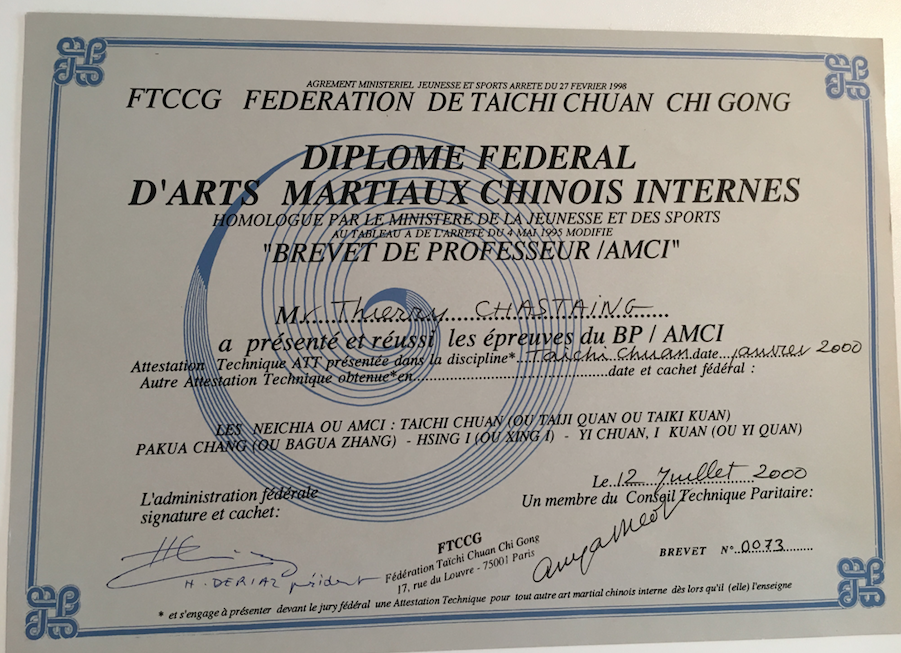 AGREMENT MINISTERIEL JEUNESSE ET SPORTS ARRETE DU 27 FEVRIER 1998
FTCCG FEDERATION DE TAICHI CHUAN CHI GONG
DIPLOME FEDERAL
D'ARTS MARTIAUX CHINOIS INTERNES
HOMOLOGUE PAR LE MINISTERE DE LA JEUNESSE ET DES SPORTS
AU TABLEAU A DE L'ARRETE DU 4 MAI 1995 MODIFIE
"BREVET DE PROFESSEUR /AMCI"
Mr Thierry CHASTAING
a présenté et réussi les épreuves du BP / AMCI
Attestation Technique ATT présentée dans la discipline* Taichi chuan date janvier 2000
Autre Attestation Technique obtenue*en..........date et cachet fédéral :
LES NEICHIA OU AMCI : TAICHI CHUAN (OU TAIJI QUAN OU TAIKI KUAN)
PAKUA CHANG (OU BAGUA ZHANG) - HSING I (OU XING I) - YI CHUAN, I KUAN (OU YI QUAN)
Le 12 Juillet 2000
Un membre du Conseil Technique Paritaire:
L'administration fédérale
signature et cachet:
H. DERIAZ président
FTCCG
Fédération Taïchi Chuan Chi Gong
17, rue du Louvre - 75001 Paris
BREVET N° 0073
* et s'engage à présenter devant le jury fédéral une Attestation Technique pour tout autre art martial chinois interne dès lors qu'il (elle) l'enseigne